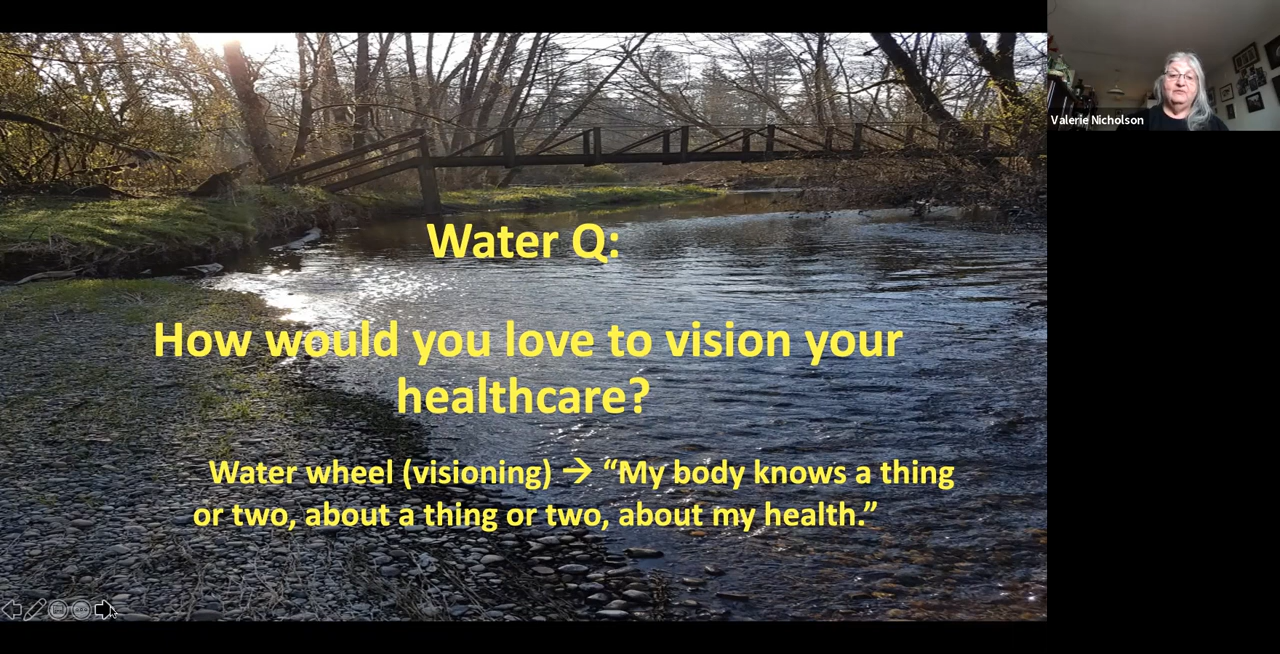 Water Q:
How would you love to vision your
healthcare?
Water wheel (visioning) → “My body knows a thing
or two, about a thing or two, about my health.”
Valerie Nicholson